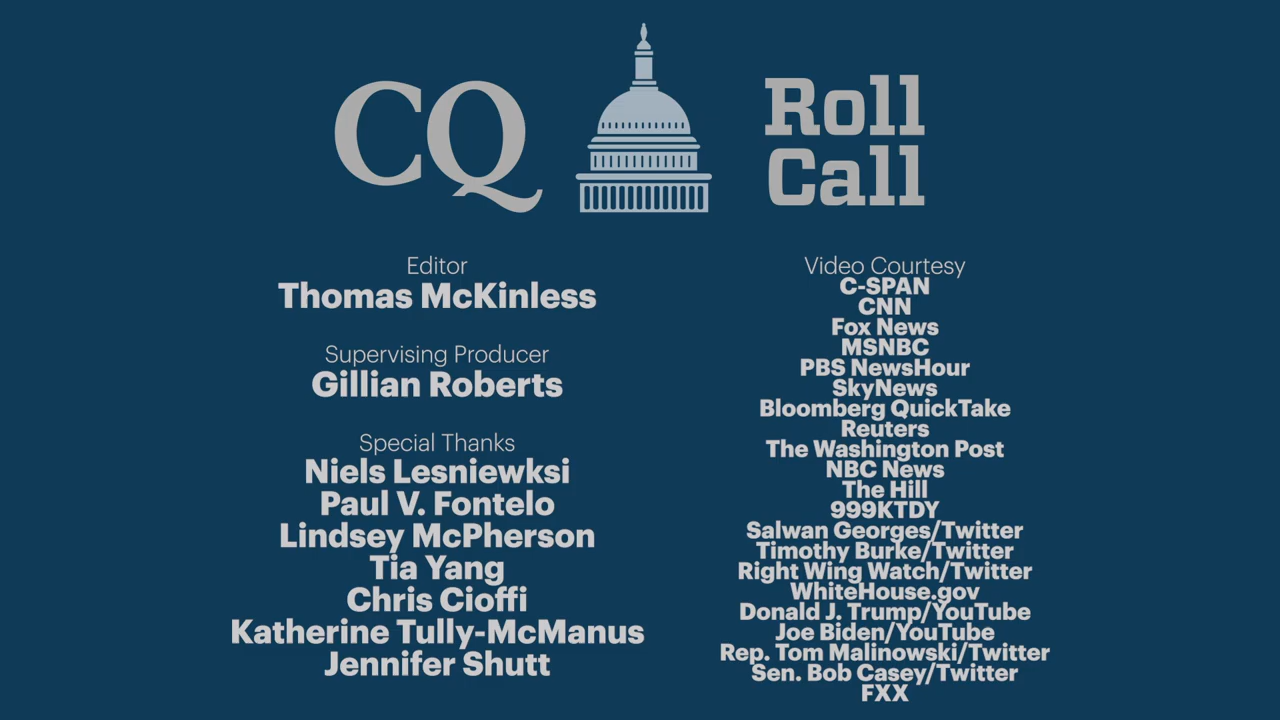 CQ
Roll
Call
Editor
Thomas McKinless
Supervising Producer
Gillian Roberts
Special Thanks
Niels Lesniewksi
Paul V. Fontelo
Lindsey McPherson
Tia Yang
Chris Cioffi
Katherine Tully-McManus
Jennifer Shutt
Video Courtesy
C-SPAN
CNN
Fox News
MSNBC
PBS NewsHour
SkyNews
Bloomberg QuickTake
Reuters
The Washington Post
NBC News
The Hill
999KTDY
Salwan Georges/Twitter
Timothy Burke/Twitter
Right Wing Watch/Twitter
WhiteHouse.gov
Donald J. Trump/YouTube
Joe Biden/YouTube
Rep. Tom Malinowski/Twitter
Sen. Bob Casey/Twitter
FXX